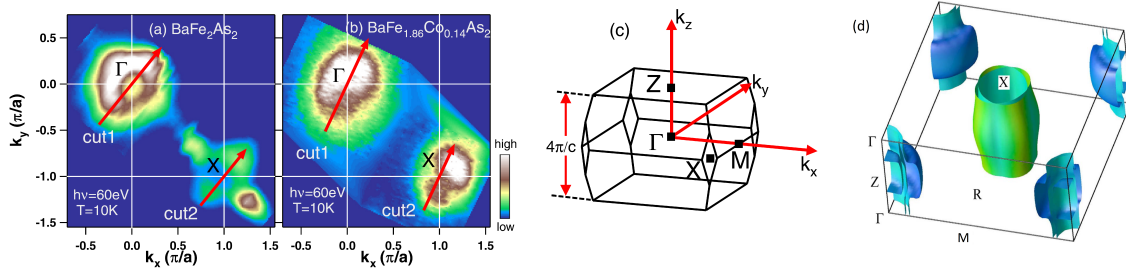 (a) BaFe2As2
0.5
0.0
-0.5
-1.0
-1.5
ky (π/a)
Γ
cut1
X
hν=60eV
T=10K
cut2
-0.5 0.0 0.5 1.0 1.5
kx (π/a)
(b) BaFe1.86Co0.14As2
Γ
cut1
X
hν=60eV
T=10K
cut2
-0.5 0.0 0.5 1.0 1.5
kx (π/a)
high
low
(c)
kz
Z
ky
Γ
4π/c
X
M
kx
(d)
X
Γ
Z
R
Γ
M